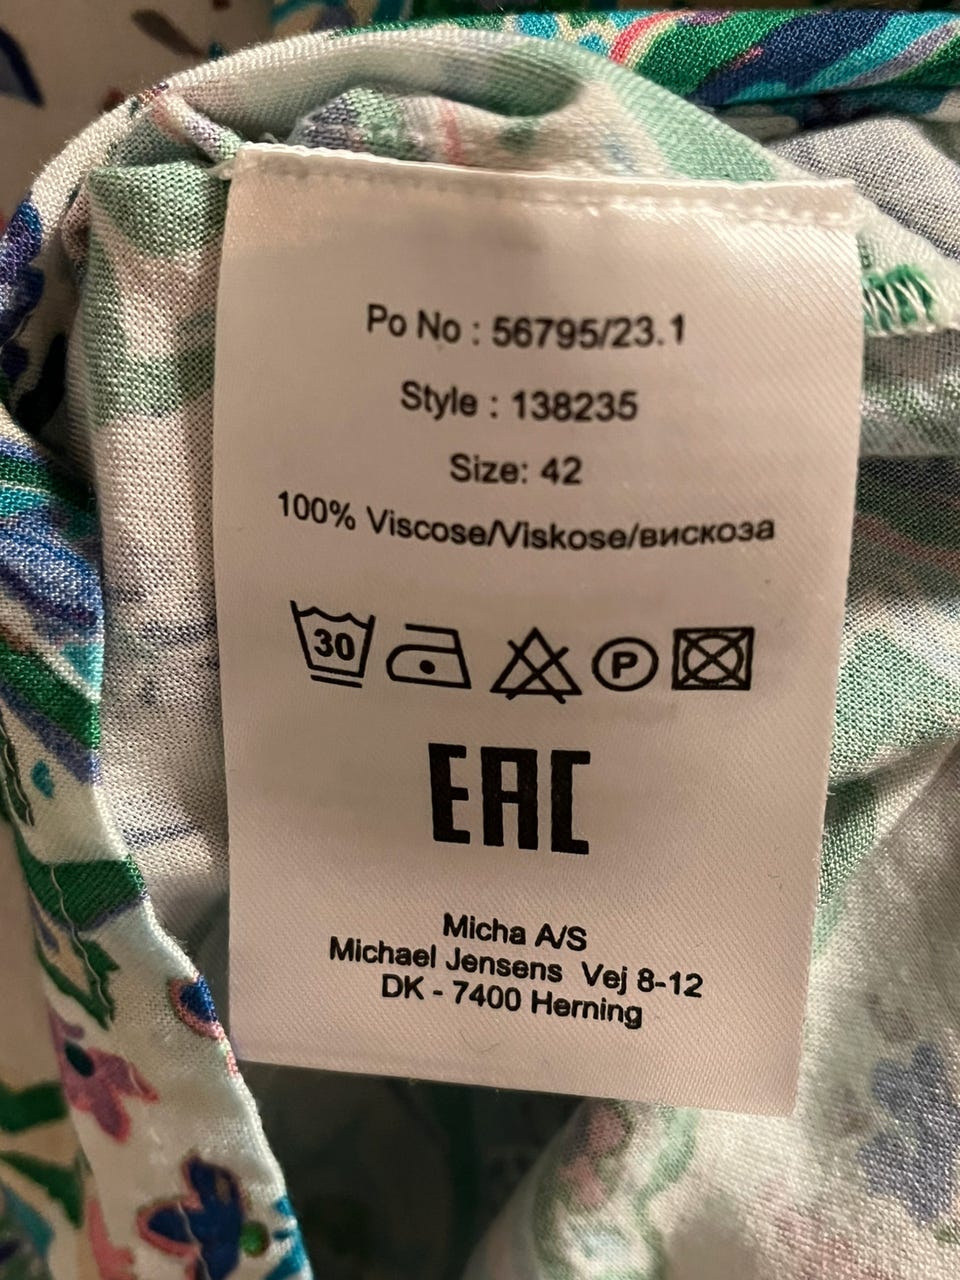 Po No : 56795/23.1
Style : 138235
Size: 42
100% Viscose/Viskose/вискоза
30
P
EAC
Micha A/S
Michael Jensens Vej 8-12
DK - 7400 Herning